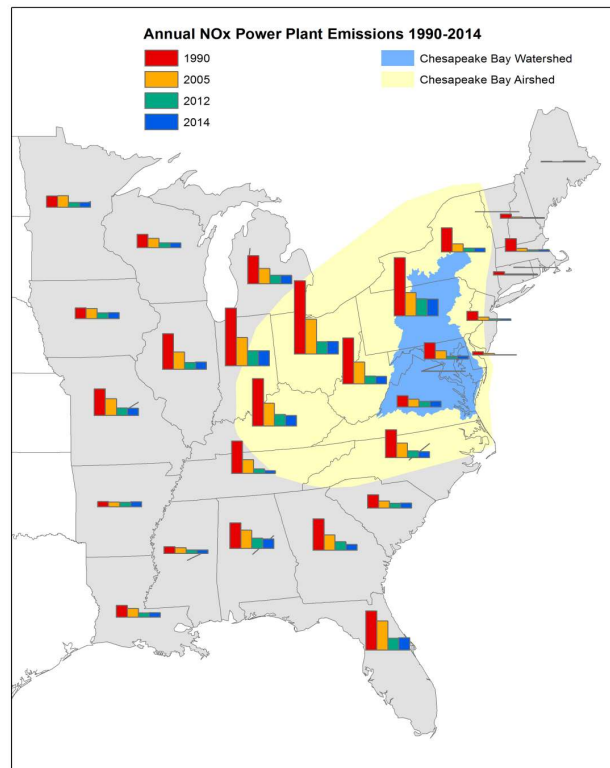 Annual NOx Power Plant Emissions 1990-2014
1990
2005
2012
2014
Chesapeake Bay Watershed
Chesapeake Bay Airshed